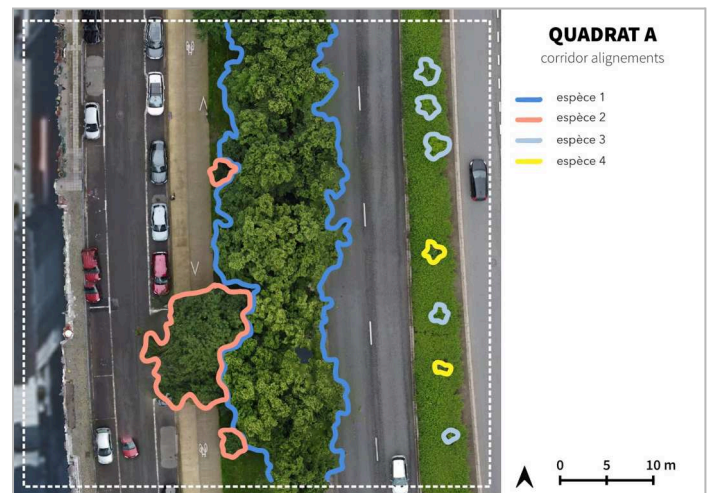 QUADRAT A
corridor alignements
espèce 1
espèce 2
espèce 3
espèce 4
0 5 10 m